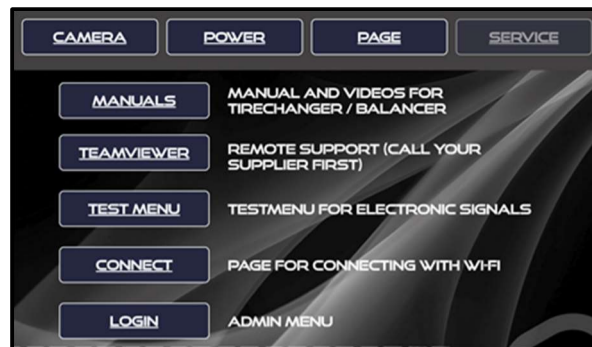 CAMERA
POWER
PAGE
SERVICE
MANUALS
MANUAL AND VIDEOS FOR
TIRECHANGER / BALANCER
TEAMVIEWER
REMOTE SUPPORT (CALL YOUR
SUPPLIER FIRST)
TEST MENU
TESTMENU FOR ELECTRONIC SIGNALS
CONNECT
PAGE FOR CONNECTING WITH WI-FI
LOGIN
ADMIN MENU